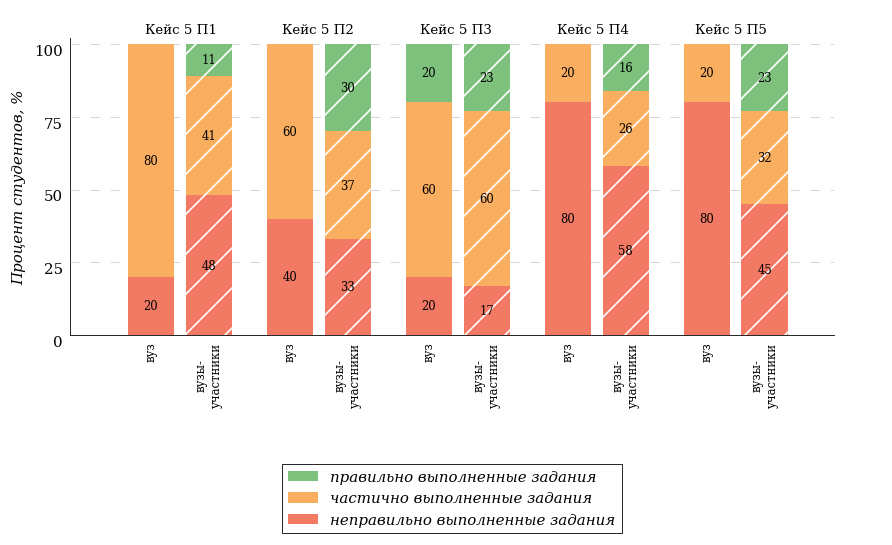 Кейс 5 П1 Кейс 5 П2 Кейс 5 П3 Кейс 5 П4 Кейс 5 П5
Процент студентов, %
100
75
50
25
0
80
20
11
41
48
60
40
30
37
33
20
60
20
23
60
17
20
80
16
26
58
20
80
23
32
45
вуз
вузы-
участники
вуз
вузы-
участники
вуз
вузы-
участники
вуз
вузы-
участники
вуз
вузы-
участники
правильно выполненные задания
частично выполненные задания
неправильно выполненные задания